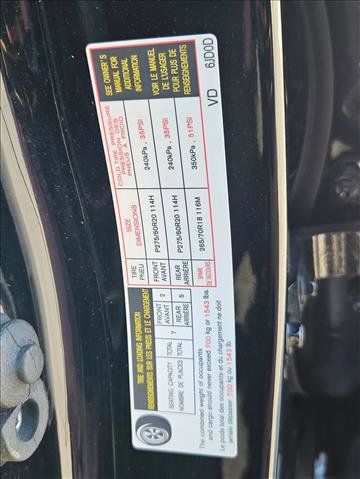 TIRE AND LOADING INFORMATION
RENSEIGNEMENTS SUR LES PNEUS ET LE CHARGEMENT
SEATING CAPACITY TOTAL 7 FRONT 2 REAR 5
NOMBRE DE PLACES TOTAL AVANT ARRIÈRE
The combined weight of occupants
and cargo should never exceed 700 kg or 1543 lbs.
Le poids total des occupants et du chargement ne doit
jamais dépasser 700 kg ou 1543 lb.
TIRE SIZE COLD TIRE PRESSURE
PNEU DIMENSIONS PRESSION DES
PNEUS A FROID
FRONT P275/60R20 114H 240kPa, 35PSI
AVANT
REAR P275/60R20 114H 240kPa, 35PSI
ARRIÈRE
SPARE 265/70R18 116M 350kPa, 51PSI
DE SECOURS
SEE OWNER'S
MANUAL FOR
ADDITIONAL
INFORMATION
VOIR LE MANUEL
DE L'USAGER
POUR PLUS DE
RENSEIGNEMENTS
VD 6JD0D